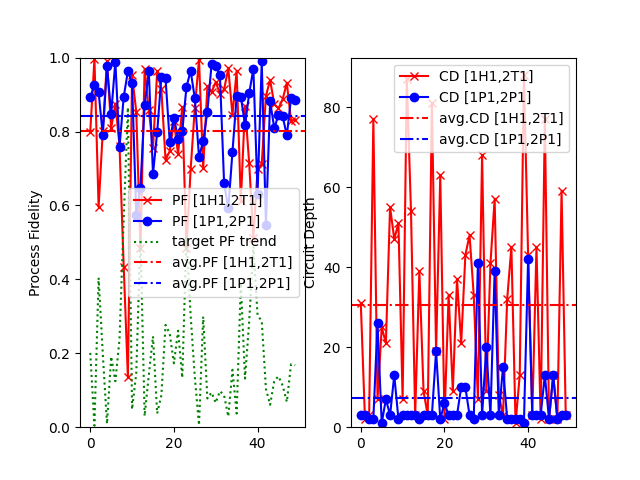 1.0
0.8
0.6
0.4
0.2
0.0
Process Fidelity
0
20
40
PF [1H1,2T1]
PF [1P1,2P1]
target PF trend
avg.PF [1H1,2T1]
avg.PF [1P1,2P1]
80
60
40
20
0
Circuit Depth
0
20
40
CD [1H1,2T1]
CD [1P1,2P1]
avg.CD [1H1,2T1]
avg.CD [1P1,2P1]